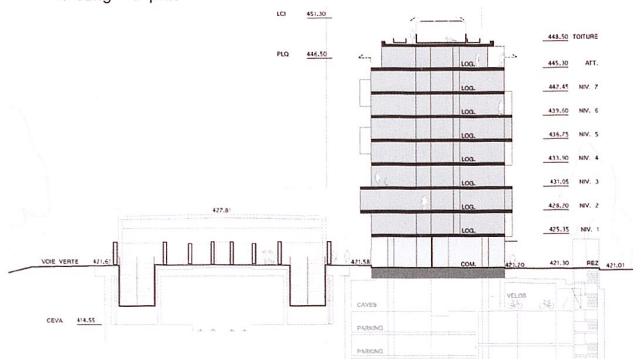 LCI 451.30
PLQ 446.50
448.50 TOITURE
LOG. 445.30 ATT.
LOG. 442.45 NIV. 7
LOG. 439.60 NIV. 6
LOG. 436.75 NIV. 5
LOG. 433.90 NIV. 4
LOG. 431.05 NIV. 3
LOG. 428.20 NIV. 2
LOG. 425.35 NIV. 1
427.81
VOIE VERTE 421.61 421.58 COM. 421.20 421.30 REZ 421.01
CEVA 414.55
CAVES VELOS
PARKING
PARKING